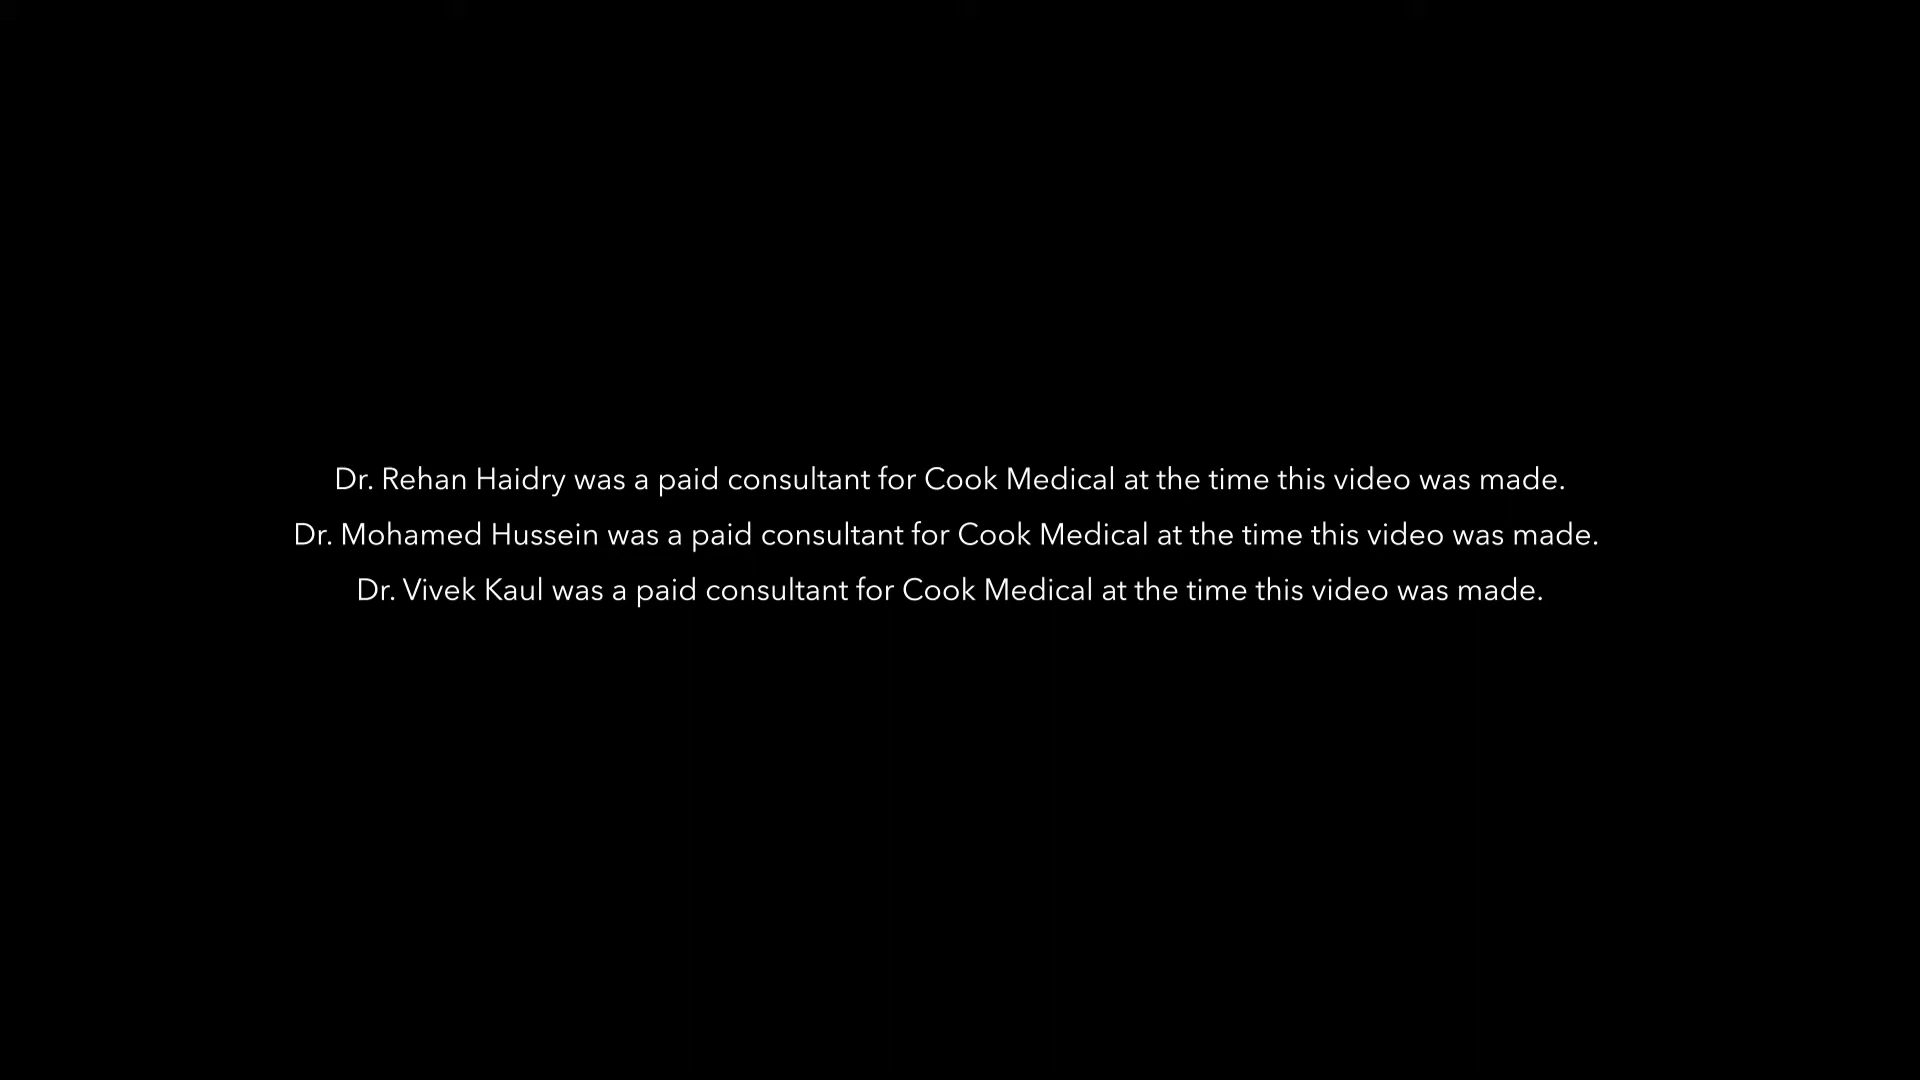 Dr. Rehan Haidry was a paid consultant for Cook Medical at the time this video was made.
Dr. Mohamed Hussein was a paid consultant for Cook Medical at the time this video was made.
Dr. Vivek Kaul was a paid consultant for Cook Medical at the time this video was made.